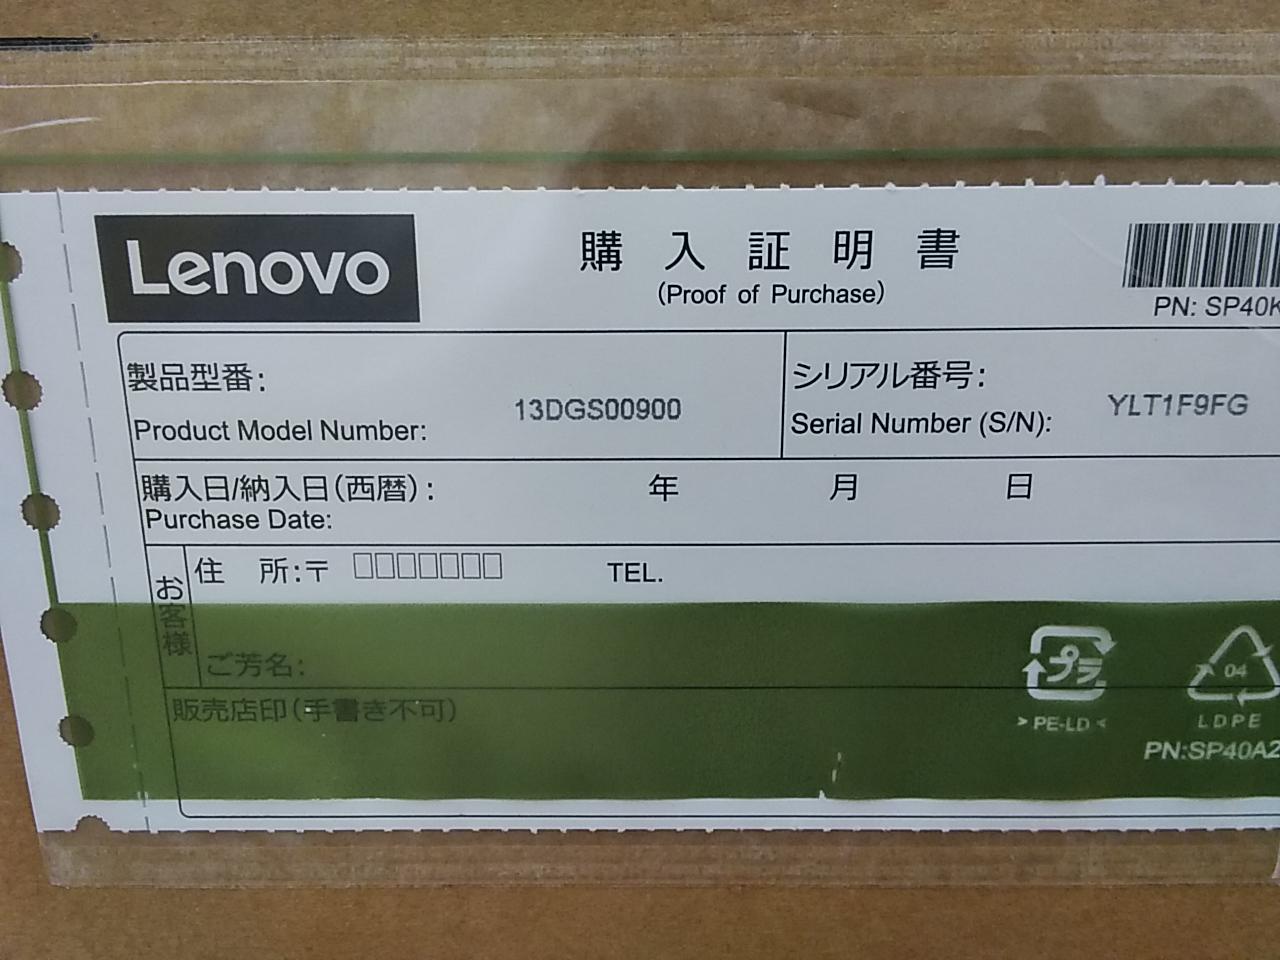 Lenovo
購入証明書
(Proof of Purchase)
PN: SP40K
製品型番:
Product Model Number:
13DGS00900
シリアル番号:
Serial Number (S/N):
YLT1F9FG
購入日/納入日(西暦):
年 月 日
Purchase Date:
お客様
住 所:〒 □□□□□□□ TEL.
ご芳名:
販売店印(手書き不可)
プラ
> PE-LD <
04
LDPE
PN:SP40A2